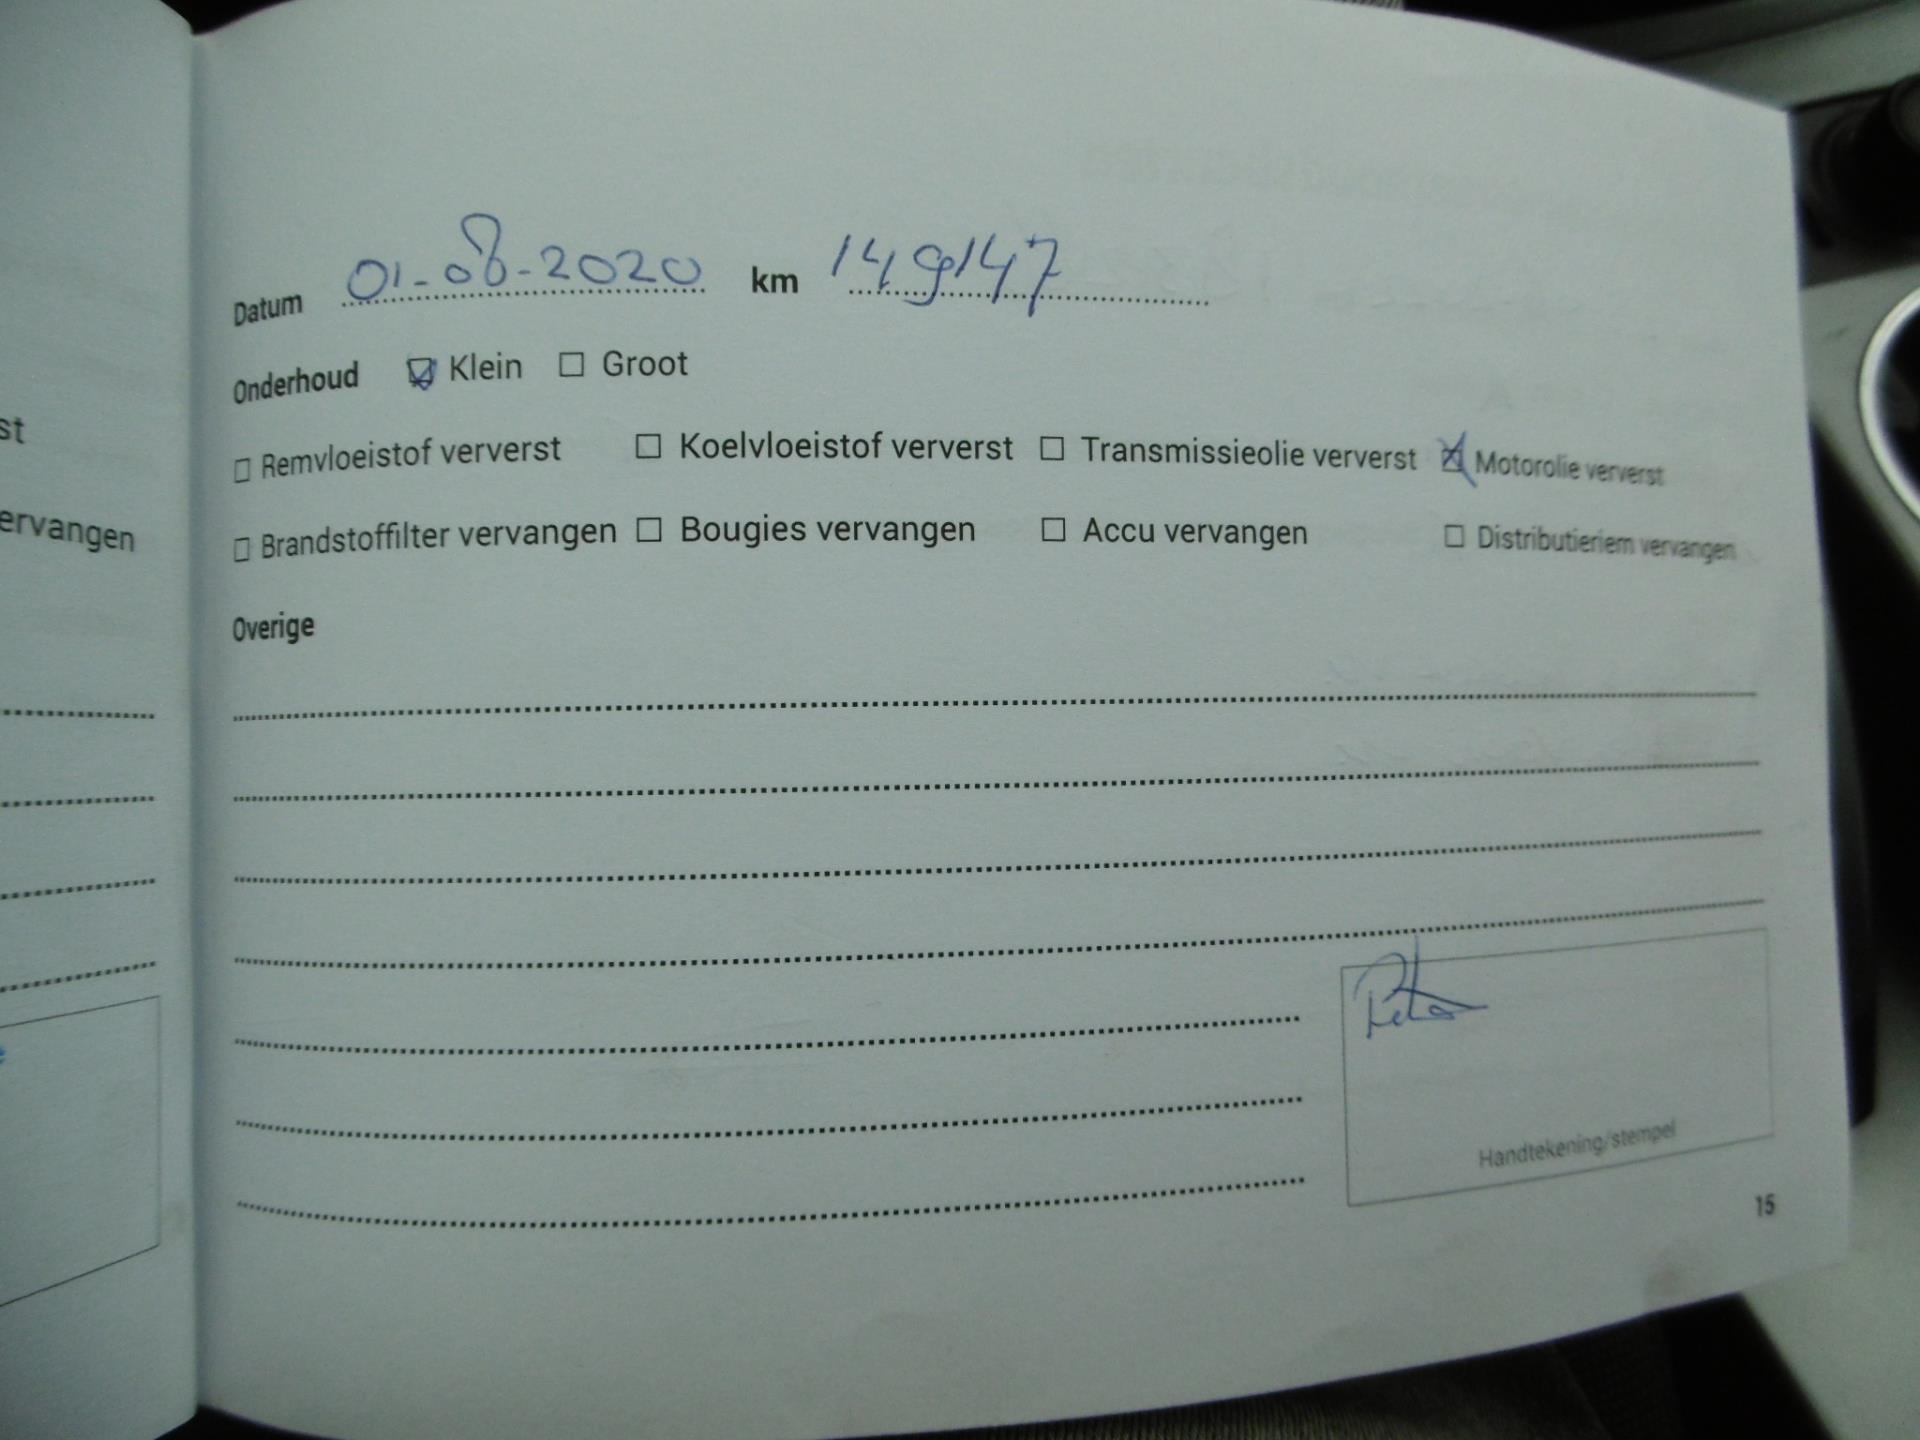 st
ervangen
Datum 01-08-2020 km 149147
Onderhoud ☑ Klein ☐ Groot
☐ Remvloeistof ververst ☐ Koelvloeistof ververst ☐ Transmissieolie ververst ☒ Motorolie ververst
☐ Brandstoffilter vervangen ☐ Bougies vervangen ☐ Accu vervangen ☐ Distributieriem vervangen
Overige
Handtekening/stempel
15